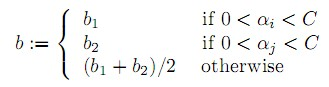 b := { b₁ if 0 < αᵢ < C
b₂ if 0 < αⱼ < C
(b₁ + b₂)/2 otherwise